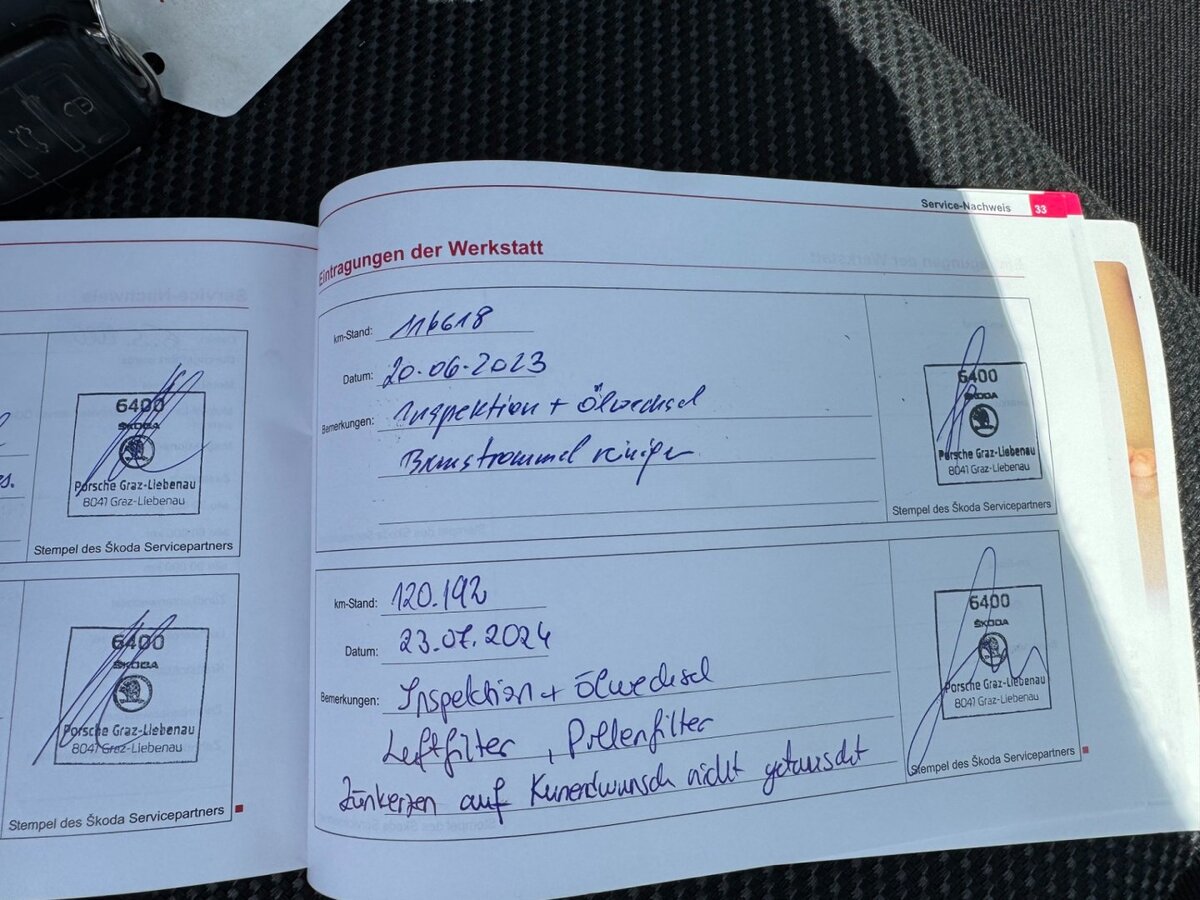 6400
ŠKODA
Porsche Graz-Liebenau
8041 Graz-Liebenau
Stempel des Škoda Servicepartners
6400
ŠKODA
Porsche Graz-Liebenau
8041 Graz-Liebenau
Stempel des Škoda Servicepartners
Service-Nachweis 33
Eintragungen der Werkstatt
km-Stand: 116618
Datum: 20.06.2023
Bemerkungen: Inspektion + Ölwechsel
Bremstrommel reinigen
6400
ŠKODA
Porsche Graz-Liebenau
8041 Graz-Liebenau
Stempel des Škoda Servicepartners
km-Stand: 120.192
Datum: 23.07.2024
Bemerkungen: Inspektion + Ölwechsel
Luftfilter, Pollenfilter
Zünkerzen auf Kunendwunsch nicht getauscht
6400
ŠKODA
Porsche Graz-Liebenau
8041 Graz-Liebenau
Stempel des Škoda Servicepartners